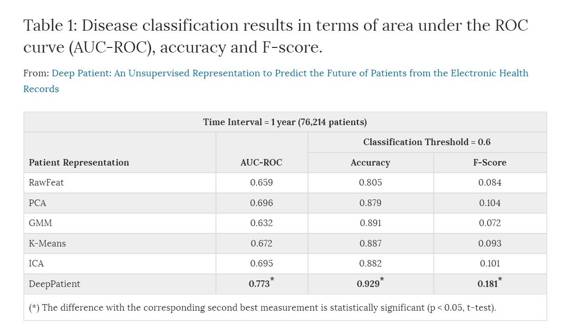 Table 1: Disease classification results in terms of area under the ROC
curve (AUC-ROC), accuracy and F-score.
From: Deep Patient: An Unsupervised Representation to Predict the Future of Patients from the Electronic Health
Records
Time Interval = 1 year (76,214 patients)
Classification Threshold = 0.6
Patient Representation AUC-ROC Accuracy F-Score
RawFeat 0.659 0.805 0.084
PCA 0.696 0.879 0.104
GMM 0.632 0.891 0.072
K-Means 0.672 0.887 0.093
ICA 0.695 0.882 0.101
DeepPatient 0.773* 0.929* 0.181*
(*) The difference with the corresponding second best measurement is statistically significant (p < 0.05, t-test).